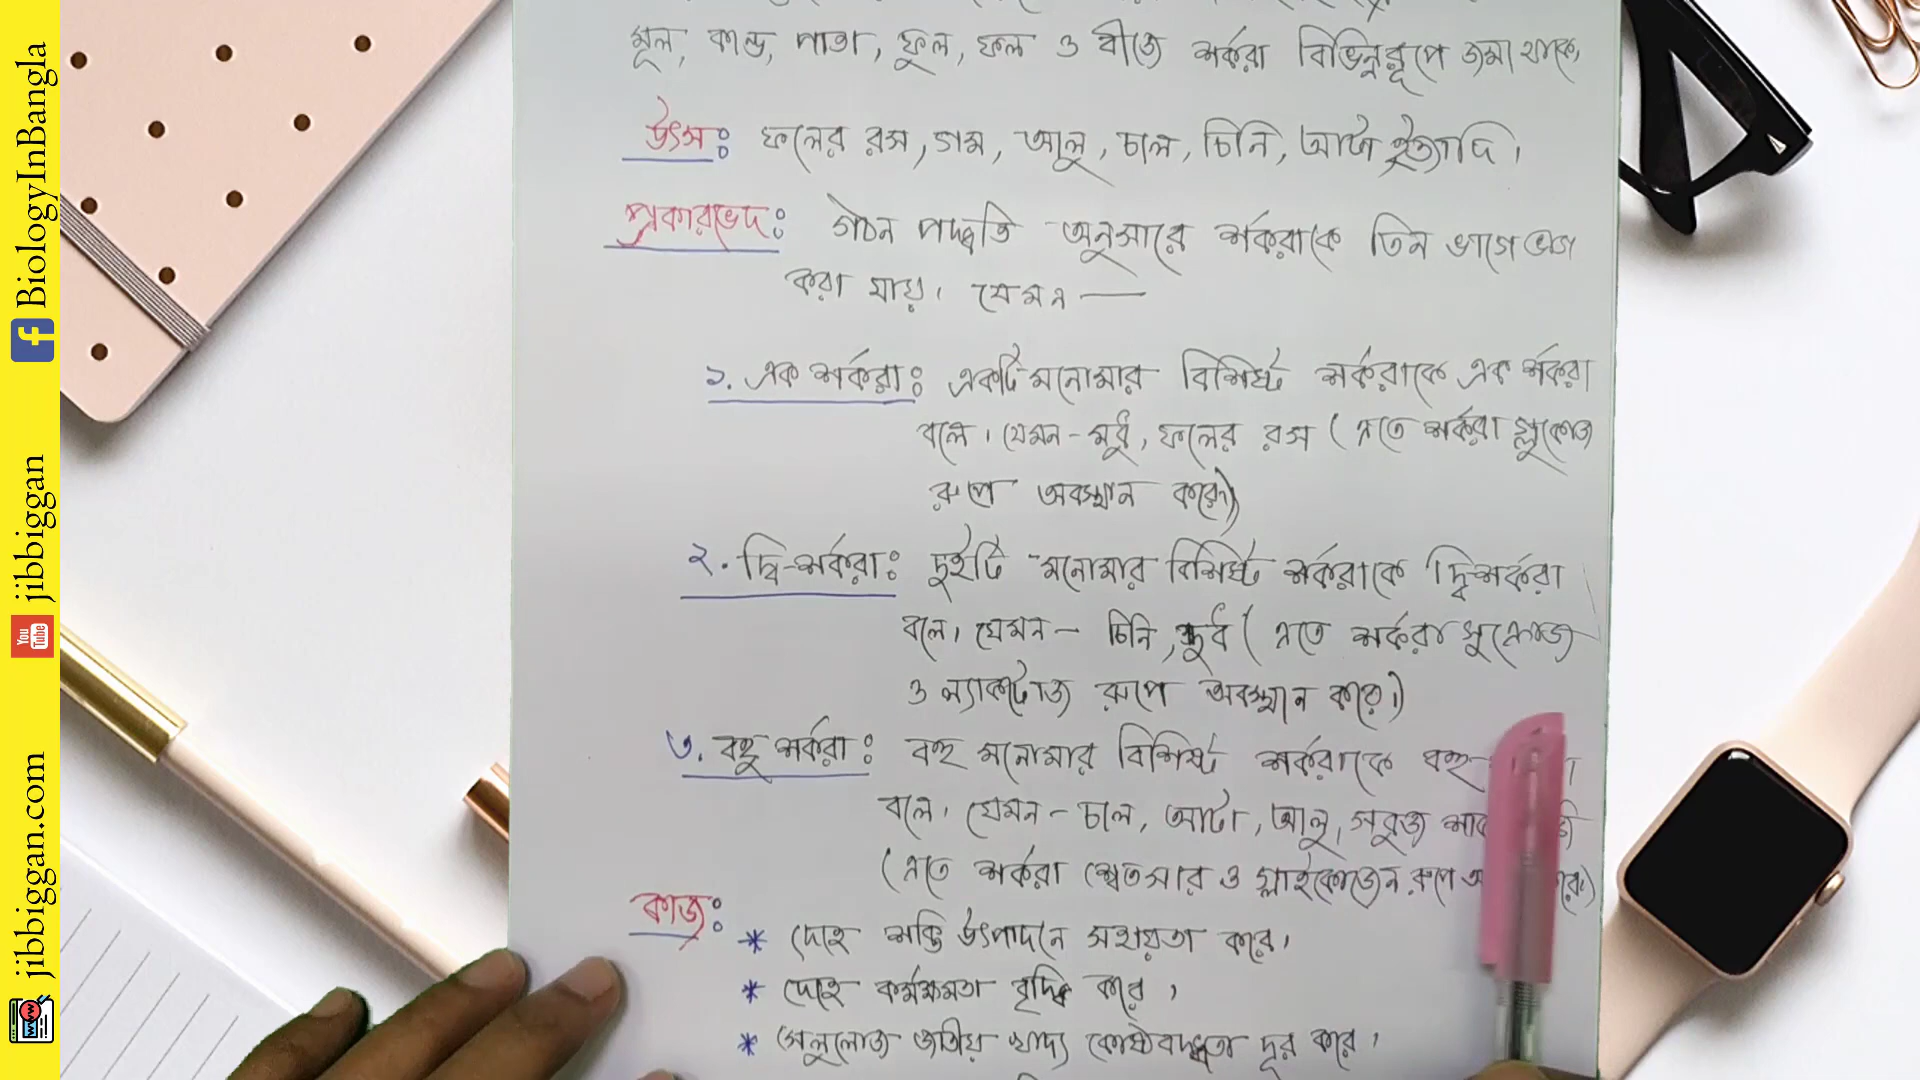 মূল, কান্ড, পাতা, ফুল, ফল ও বীজে শর্করা বিভিন্নরূপে জমা থাকে,
উৎসঃ ফলের রস, গম, আলু, চাল, চিনি, আটা ইত্যাদি।
প্রকারভেদঃ গঠন পদ্ধতি অনুসারে শর্করাকে তিন ভাগে ভাগ
করা যায়। যেমন —
১. এক শর্করাঃ একটি মনোমার বিশিষ্ট শর্করাকে এক শর্করা
বলে। যেমন - মধু, ফলের রস ( এতে শর্করা গ্লুকোজ
রূপে অবস্থান করে।)
২. দ্বি-শর্করাঃ দুইটি মনোমার বিশিষ্ট শর্করাকে দ্বি-শর্করা
বলে। যেমন - চিনি, দুধ ( এতে শর্করা সুক্রোজ
ও ল্যাকটোজ রূপে অবস্থান করে।)
৩. বহু শর্করাঃ বহু মনোমার বিশিষ্ট শর্করাকে বহু
বলে। যেমন - চাল, আটা, আলু, সবুজ
( এতে শর্করা শ্বেতসার ও গ্লাইকোজেন রূপে
কাজঃ
* দেহে শক্তি উৎপাদনে সহায়তা করে।
* দেহে কর্মক্ষমতা বৃদ্ধি করে।
* সেলুলোজ জাতীয় খাদ্য কোষ্ঠবদ্ধতা দূর করে।
BiologyInBangla
jibbiggan
You Tube
jibbiggan.com
www